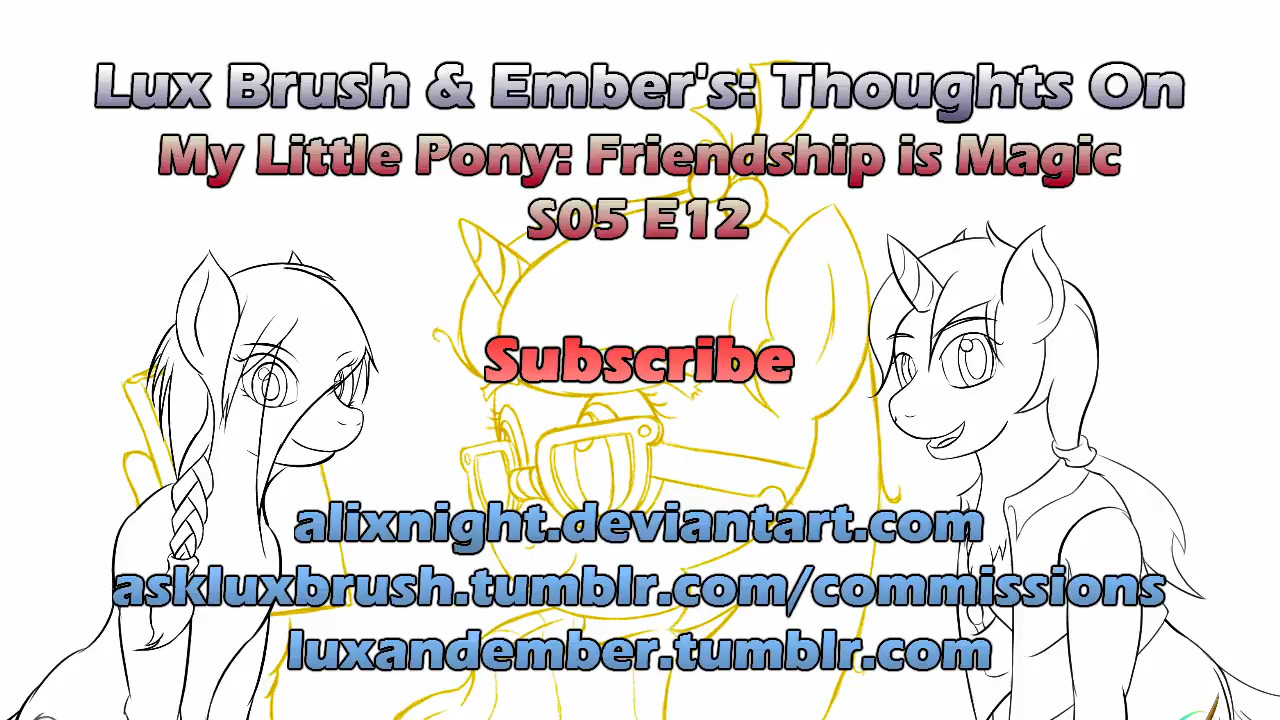 Lux Brush & Ember's: Thoughts On
My Little Pony: Friendship is Magic
S05 E12
Subscribe
alixnight.deviantart.com
askluxbrush.tumblr.com/commissions
luxandember.tumblr.com